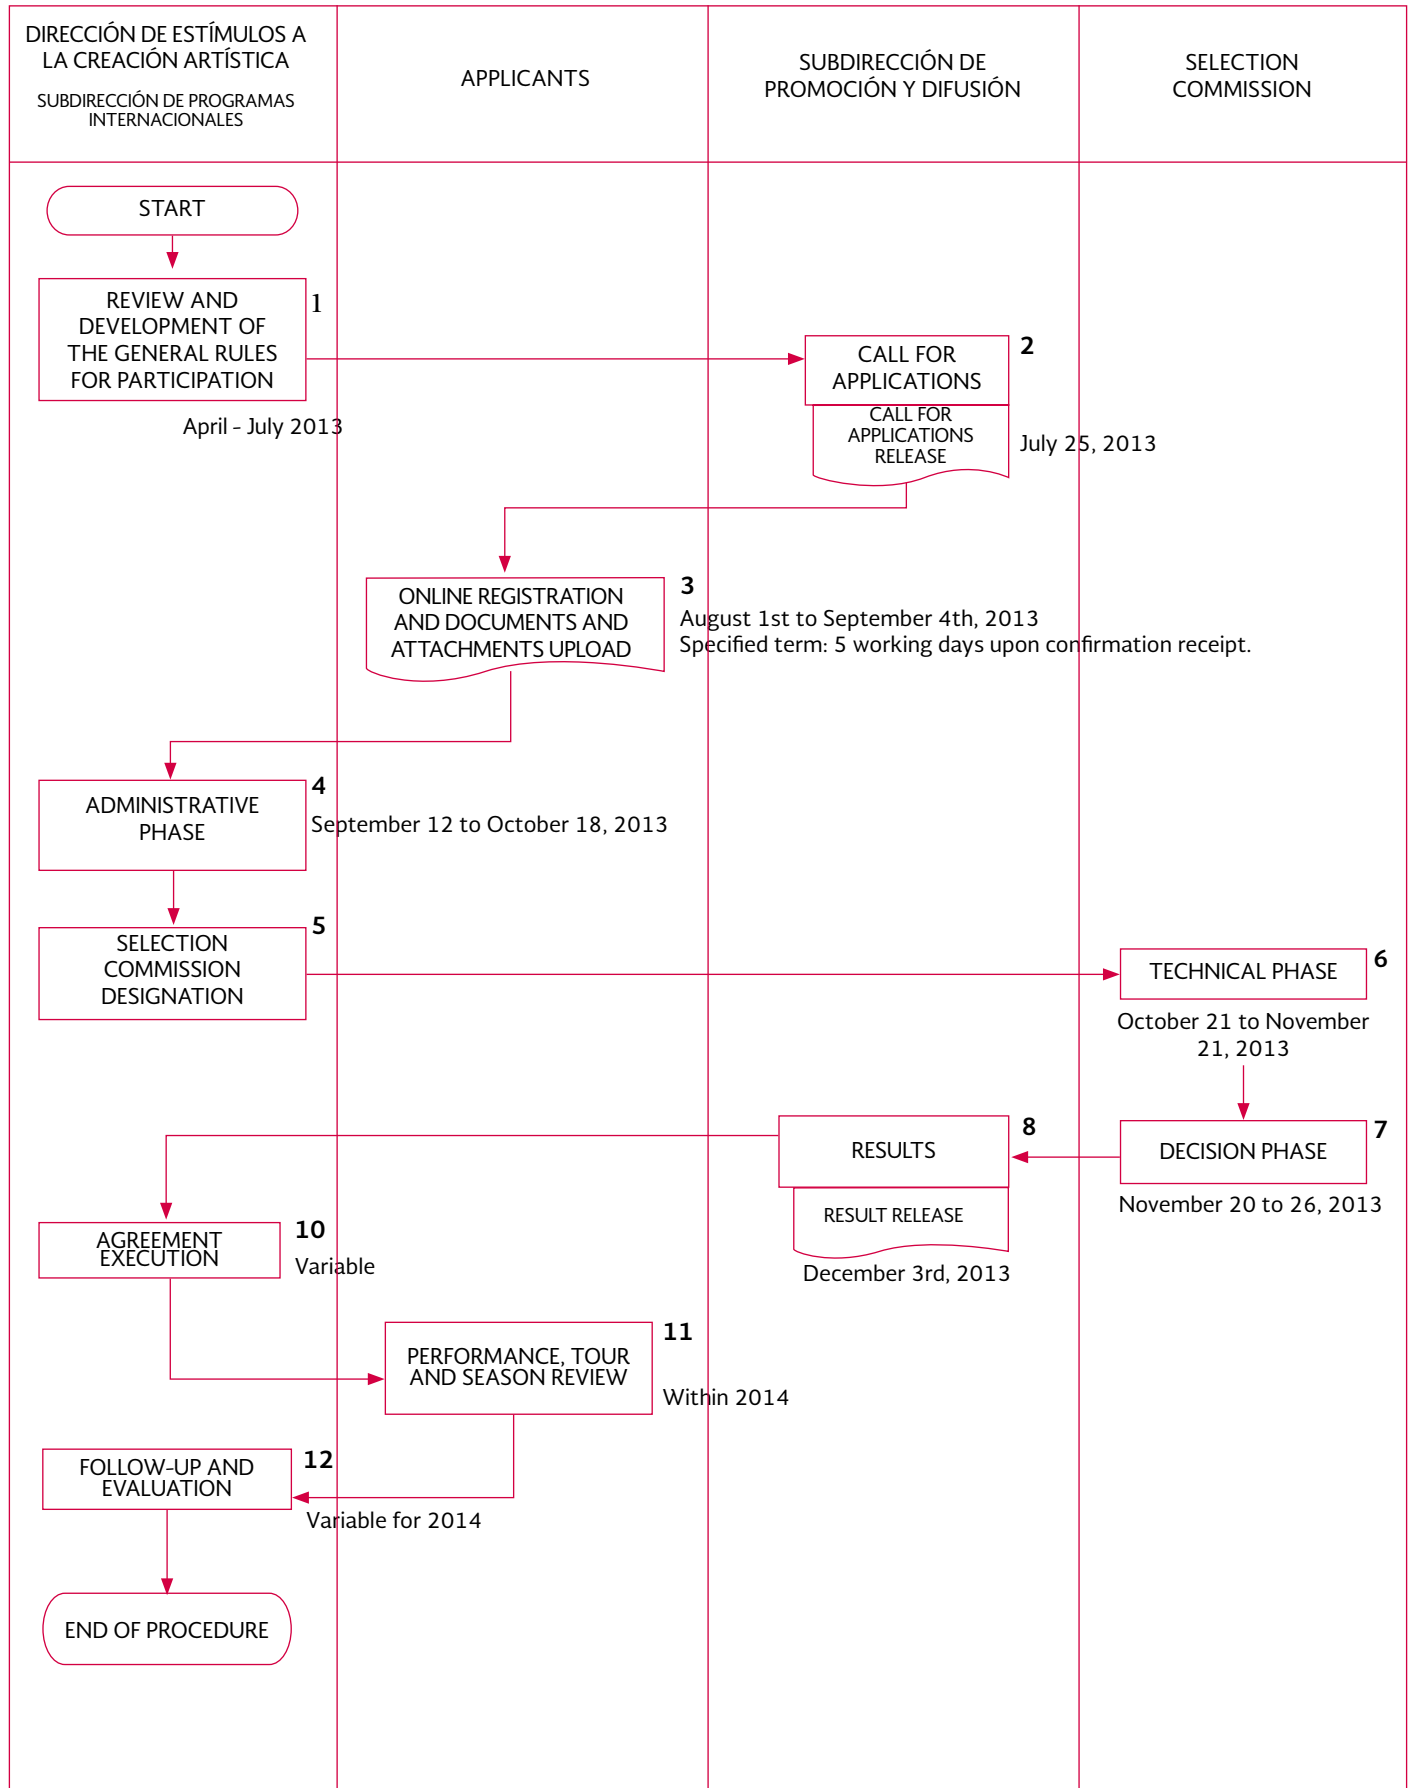 DIRECCIÓN DE ESTÍMULOS A
LA CREACIÓN ARTÍSTICA
SUBDIRECCIÓN DE PROGRAMAS
INTERNACIONALES
APPLICANTS
SUBDIRECCIÓN DE
PROMOCIÓN Y DIFUSIÓN
SELECTION
COMMISSION
START
REVIEW AND
DEVELOPMENT OF
THE GENERAL RULES
FOR PARTICIPATION
1
April - July 2013
CALL FOR
APPLICATIONS
2
CALL FOR
APPLICATIONS
RELEASE
July 25, 2013
ONLINE REGISTRATION
AND DOCUMENTS AND
ATTACHMENTS UPLOAD
3
August 1st to September 4th, 2013
Specified term: 5 working days upon confirmation receipt.
ADMINISTRATIVE
PHASE
4
September 12 to October 18, 2013
SELECTION
COMMISSION
DESIGNATION
5
TECHNICAL PHASE
6
October 21 to November
21, 2013
DECISION PHASE
7
November 20 to 26, 2013
RESULTS
8
RESULT RELEASE
December 3rd, 2013
AGREEMENT
EXECUTION
10
Variable
PERFORMANCE, TOUR
AND SEASON REVIEW
11
Within 2014
FOLLOW-UP AND
EVALUATION
12
Variable for 2014
END OF PROCEDURE